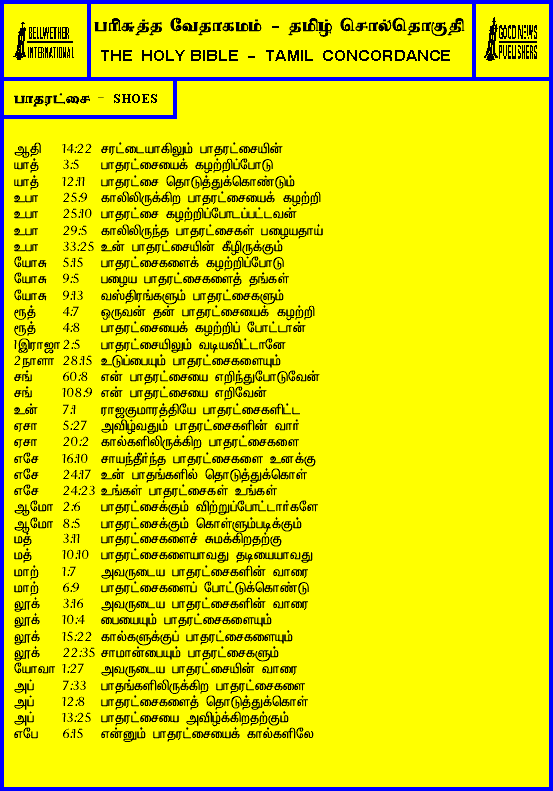 BELLWETHER
INTERNATIONAL
பரிசுத்த வேதாகமம் - தமிழ் சொல்தொகுதி
THE HOLY BIBLE - TAMIL CONCORDANCE
GOOD NEWS
PUBLISHERS
பாதரட்சை - SHOES
ஆதி 14:22 சரட்டையாகிலும் பாதரட்சையின்
யாத் 3:5 பாதரட்சையைக் கழற்றிப்போடு
யாத் 12:11 பாதரட்சை தொடுத்துக்கொண்டும்
உபா 25:9 காலிலிருக்கிற பாதரட்சையைக் கழற்றி
உபா 25:10 பாதரட்சை கழற்றிப்போடப்பட்டவன்
உபா 29:5 காலிலிருந்த பாதரட்சைகள் பழையதாய்
உபா 33:25 உன் பாதரட்சையின் கீழிருக்கும்
யோசு 5:15 பாதரட்சைகளைக் கழற்றிப்போடு
யோசு 9:5 பழைய பாதரட்சைகளைத் தங்கள்
யோசு 9:13 வஸ்திரங்களும் பாதரட்சைகளும்
ரூத் 4:7 ஒருவன் தன் பாதரட்சையைக் கழற்றி
ரூத் 4:8 பாதரட்சையைக் கழற்றிப் போட்டான்
1இராஜா 2:5 பாதரட்சையிலும் வடியவிட்டானே
2நாளா 28:15 உடுப்பையும் பாதரட்சைகளையும்
சங் 60:8 என் பாதரட்சையை எறிந்துபோடுவேன்
சங் 108:9 என் பாதரட்சையை எறிவேன்
உன் 7:1 ராஜகுமாரத்தியே பாதரட்சைகளிட்ட
ஏசா 5:27 அவிழ்வதும் பாதரட்சைகளின் வார்
ஏசா 20:2 கால்களிலிருக்கிற பாதரட்சைகளை
எசே 16:10 சாயந்தீர்ந்த பாதரட்சைகளை உனக்கு
எசே 24:17 உன் பாதங்களில் தொடுத்துக்கொள்
எசே 24:23 உங்கள் பாதரட்சைகள் உங்கள்
ஆமோ 2:6 பாதரட்சைக்கும் விற்றுப்போட்டார்களே
ஆமோ 8:5 பாதரட்சைக்கும் கொள்ளும்படிக்கும்
மத் 3:11 பாதரட்சைகளைச் சுமக்கிறதற்கு
மத் 10:10 பாதரட்சைகளையாவது தடியையாவது
மாற் 1:7 அவருடைய பாதரட்சைகளின் வாரை
மாற் 6:9 பாதரட்சைகளைப் போட்டுக்கொண்டு
லூக் 3:16 அவருடைய பாதரட்சைகளின் வாரை
லூக் 10:4 பையையும் பாதரட்சைகளையும்
லூக் 15:22 கால்களுக்குப் பாதரட்சைகளையும்
லூக் 22:35 சாமான்பையும் பாதரட்சைகளும்
யோவா 1:27 அவருடைய பாதரட்சையின் வாரை
அப் 7:33 பாதங்களிலிருக்கிற பாதரட்சைகளை
அப் 12:8 பாதரட்சைகளைத் தொடுத்துக்கொள்
அப் 13:25 பாதரட்சையை அவிழ்க்கிறதற்கும்
எபே 6:15 என்னும் பாதரட்சையைக் கால்களிலே